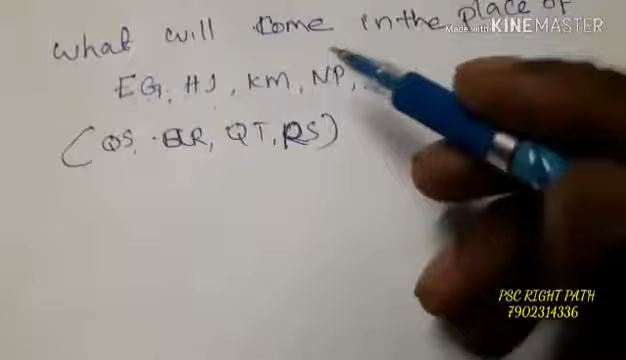 what will come in the place of
Made with KINEMASTER
EG, HJ, KM, NP,
(QS, QR, QT, RS)
PSC RIGHT PATH
7902314336